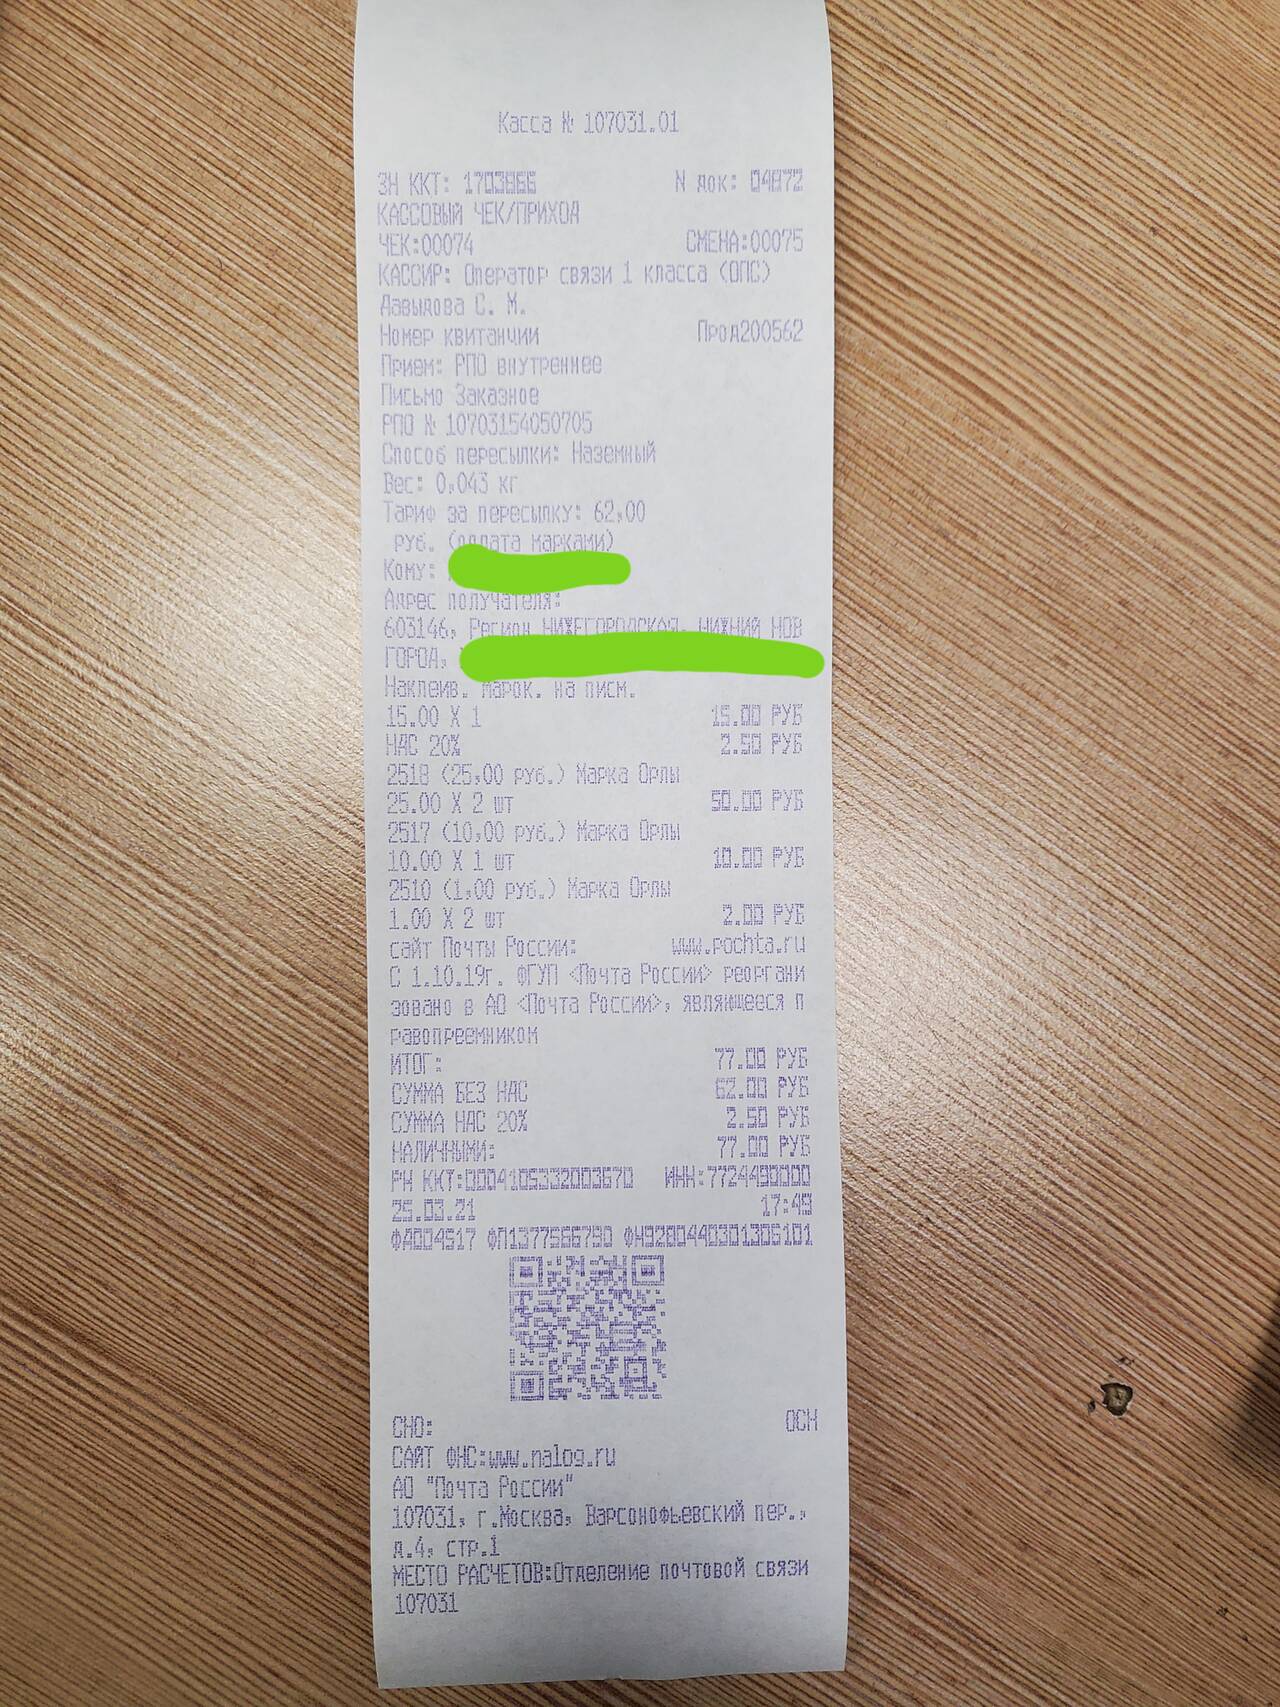 Касса № 107031.01
ЗН ККТ: 1703866 N док: 04872
КАССОВЫЙ ЧЕК/ПРИХОД
ЧЕК:00074 СМЕНА:00075
КАССИР: Оператор связи 1 класса (ОПС)
Давыдова С. М.
Номер квитанции Прод200562
Прием: РПО внутреннее
Письмо Заказное
РПО № 10703154050705
Способ пересылки: Наземный
Вес: 0,043 кг
Тариф за пересылку: 62,00
руб. (оплата марками)
Кому:
Адрес получателя:
603146, Регион НИЖЕГОРОДСКАЯ, НИЖНИЙ НОВ
ГОРОД,
Наклеив. марок. на писм.
15.00 X 1 15.00 РУБ
НДС 20% 2.50 РУБ
2518 (25,00 руб.) Марка Орлы
25.00 X 2 шт 50.00 РУБ
2517 (10,00 руб.) Марка Орлы
10.00 X 1 шт 10.00 РУБ
2510 (1,00 руб.) Марка Орлы
1.00 X 2 шт 2.00 РУБ
сайт Почты России: www.pochta.ru
С 1.10.19г. ФГУП <Почта России> реоргани
зовано в АО <Почта России>, являющееся п
равопреемником
ИТОГ: 77.00 РУБ
СУММА БЕЗ НДС 62.00 РУБ
СУММА НДС 20% 2.50 РУБ
НАЛИЧНЫМИ: 77.00 РУБ
РН ККТ:0004105332003670 ИНН:7724490000
25.03.21 17:49
ФД004517 ФП1377586790 ФН9280440301306101
СНО: ОСН
САЙТ ФНС:www.nalog.ru
АО "Почта России"
107031, г.Москва, Варсонофьевский пер.,
д.4, стр.1
МЕСТО РАСЧЕТОВ:Отделение почтовой связи
107031